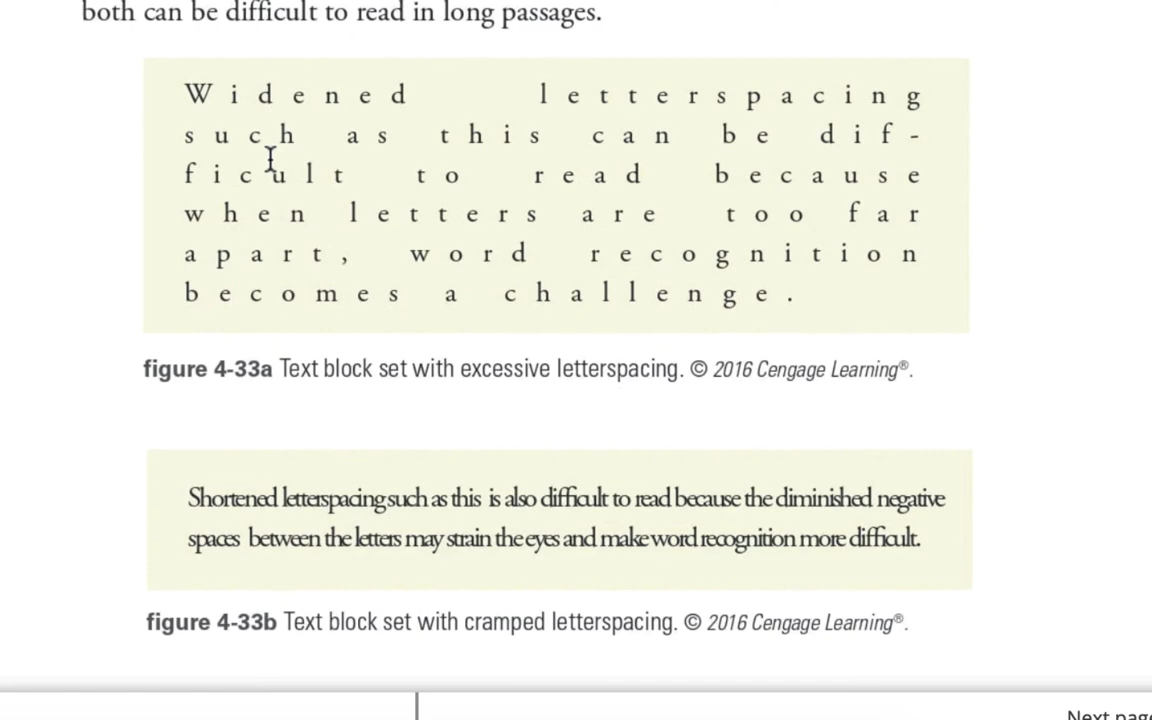 both can be difficult to read in long passages.
Widened letterspacing
such as this can be dif-
ficult to read because
when letters are too far
apart, word recognition
becomes a challenge.
figure 4-33a Text block set with excessive letterspacing. © 2016 Cengage Learning®.
Shortened letterspacing such as this is also difficult to read because the diminished negative
spaces between the letters may strain the eyes and make word recognition more difficult.
figure 4-33b Text block set with cramped letterspacing. © 2016 Cengage Learning®.
Next page